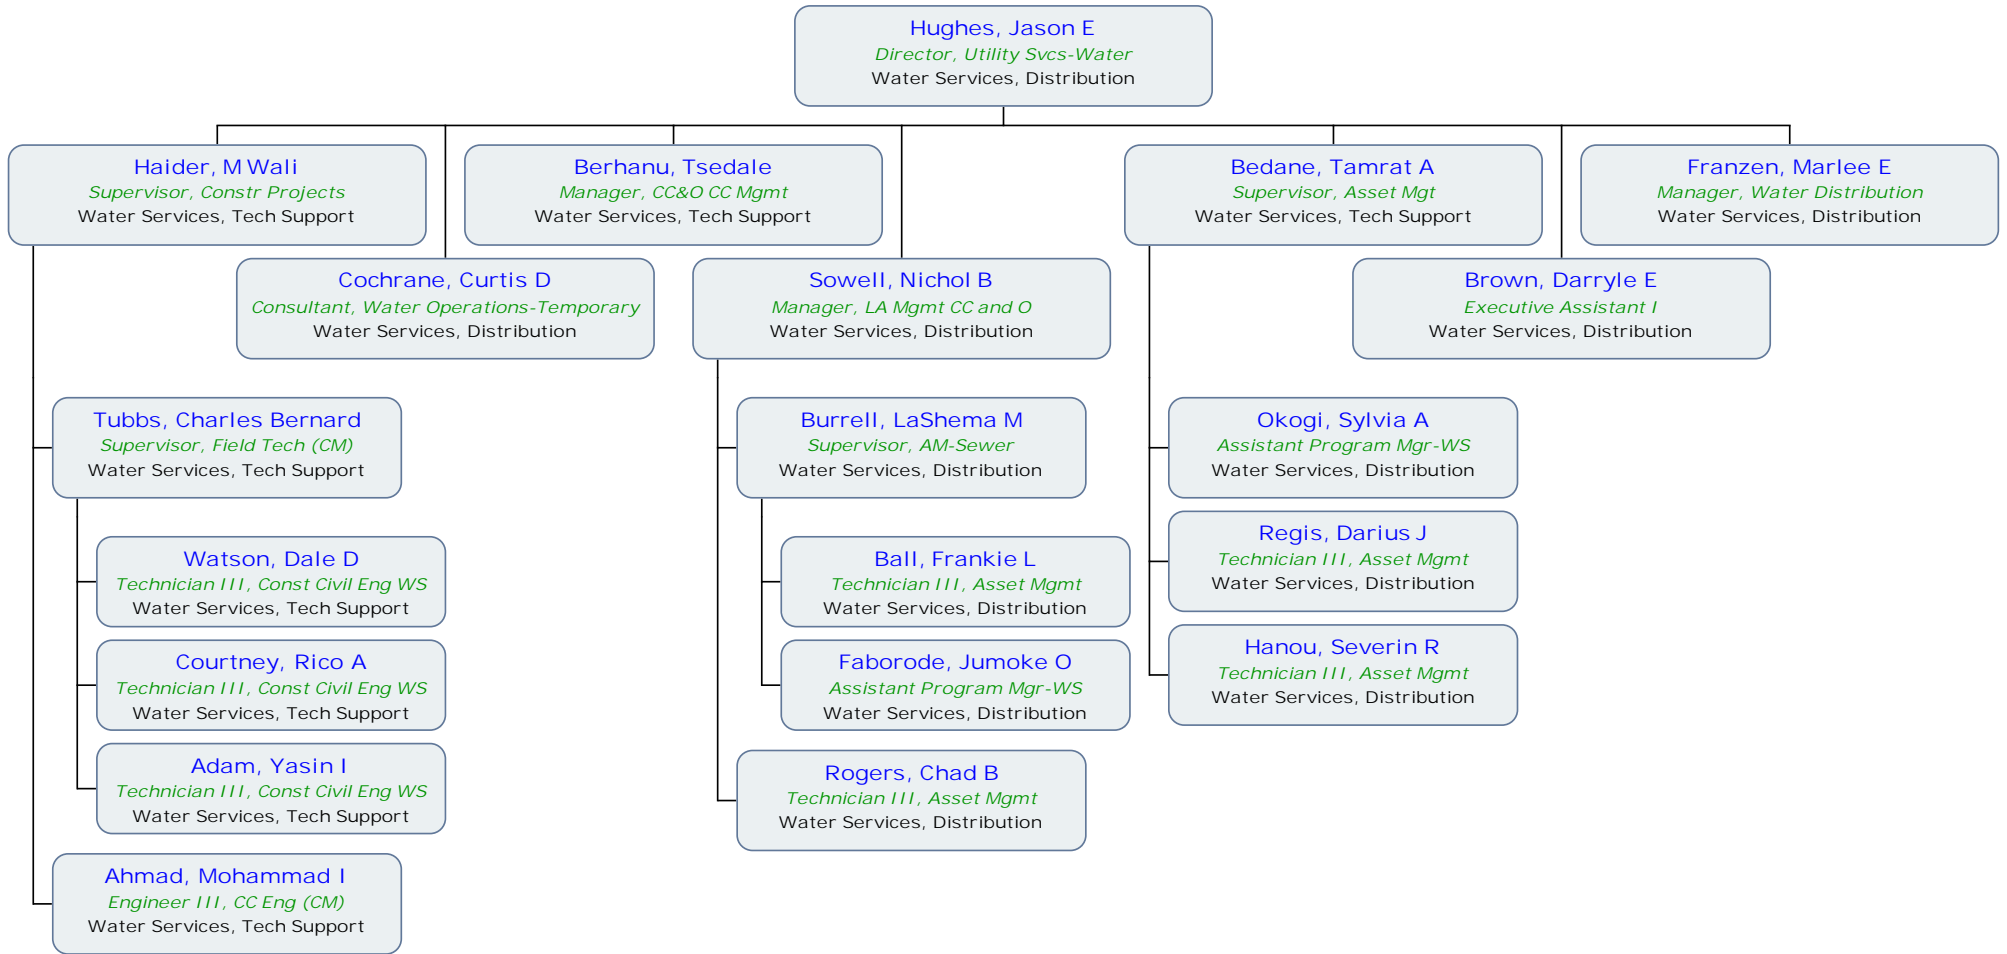 Hughes, Jason E
Director, Utility Svcs-Water
Water Services, Distribution
Haider, M Wali
Supervisor, Constr Projects
Water Services, Tech Support
Berhanu, Tsedale
Manager, CC&O CC Mgmt
Water Services, Tech Support
Bedane, Tamrat A
Supervisor, Asset Mgt
Water Services, Tech Support
Franzen, Marlee E
Manager, Water Distribution
Water Services, Distribution
Cochrane, Curtis D
Consultant, Water Operations-Temporary
Water Services, Distribution
Sowell, Nichol B
Manager, LA Mgmt CC and O
Water Services, Distribution
Brown, Darryle E
Executive Assistant I
Water Services, Distribution
Tubbs, Charles Bernard
Supervisor, Field Tech (CM)
Water Services, Tech Support
Watson, Dale D
Technician III, Const Civil Eng WS
Water Services, Tech Support
Courtney, Rico A
Technician III, Const Civil Eng WS
Water Services, Tech Support
Adam, Yasin I
Technician III, Const Civil Eng WS
Water Services, Tech Support
Ahmad, Mohammad I
Engineer III, CC Eng (CM)
Water Services, Tech Support
Burrell, LaShema M
Supervisor, AM-Sewer
Water Services, Distribution
Ball, Frankie L
Technician III, Asset Mgmt
Water Services, Distribution
Faborode, Jumoke O
Assistant Program Mgr-WS
Water Services, Distribution
Rogers, Chad B
Technician III, Asset Mgmt
Water Services, Distribution
Okogi, Sylvia A
Assistant Program Mgr-WS
Water Services, Distribution
Regis, Darius J
Technician III, Asset Mgmt
Water Services, Distribution
Hanou, Severin R
Technician III, Asset Mgmt
Water Services, Distribution